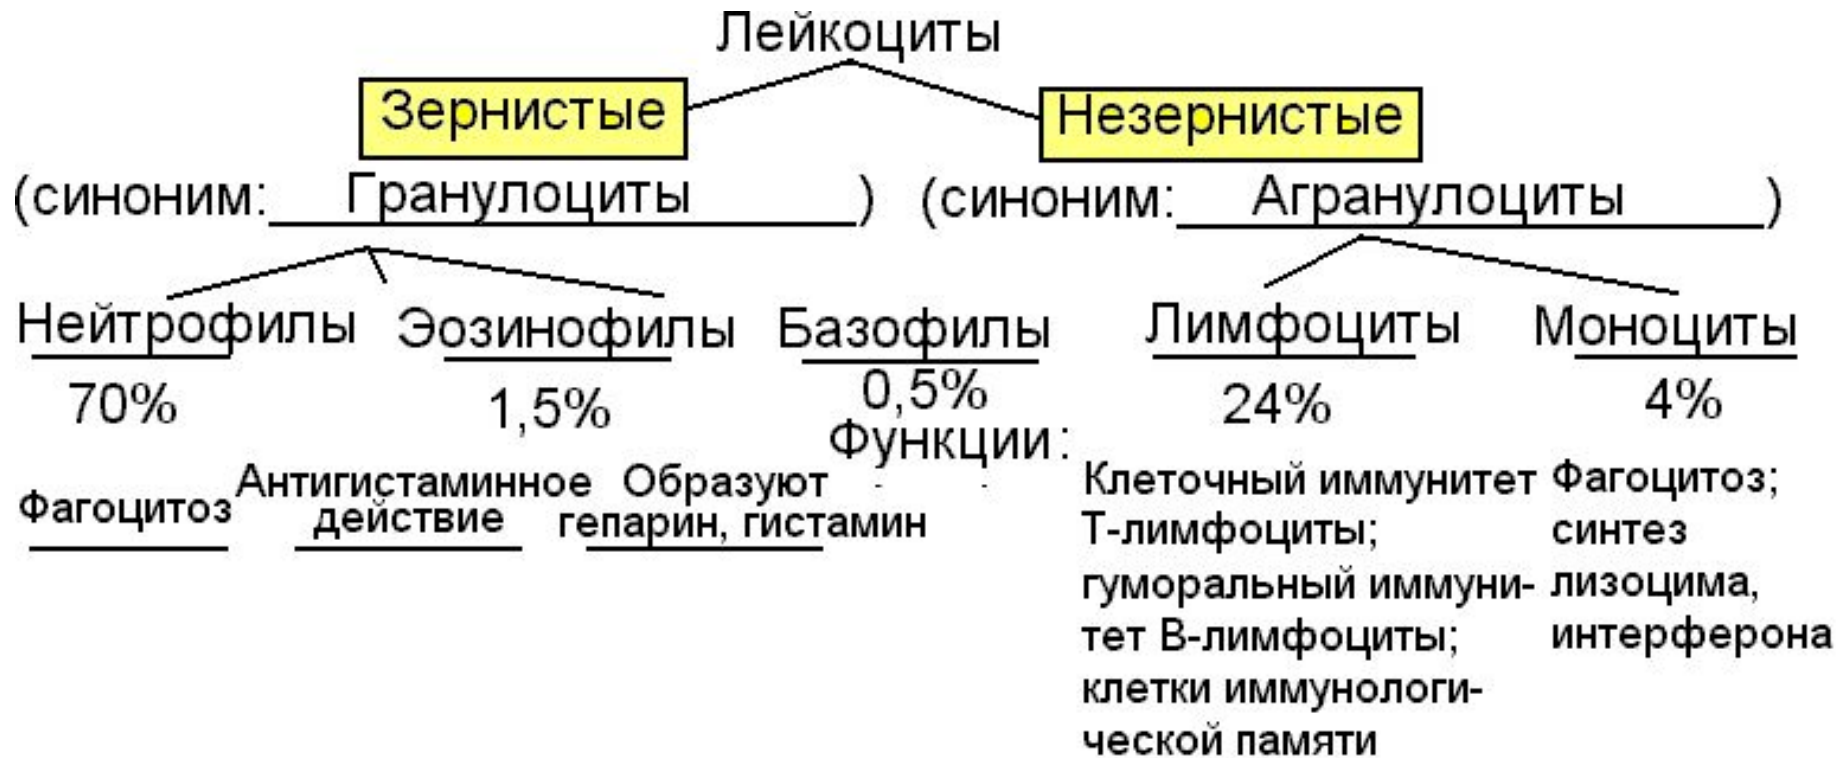 Лейкоциты
Зернистые
Незернистые
(синоним: Гранулоциты )
(синоним: Агранулоциты )
Нейтрофилы
Эозинофилы
Базофилы
Лимфоциты
Моноциты
70%
1,5%
0,5%
24%
4%
Функции:
Фагоцитоз
Антигистаминное
действие
Образуют
гепарин, гистамин
Клеточный иммунитет
Т-лимфоциты;
гуморальный иммуни-
тет В-лимфоциты;
клетки иммунологи-
ческой памяти
Фагоцитоз;
синтез
лизоцима,
интерферона